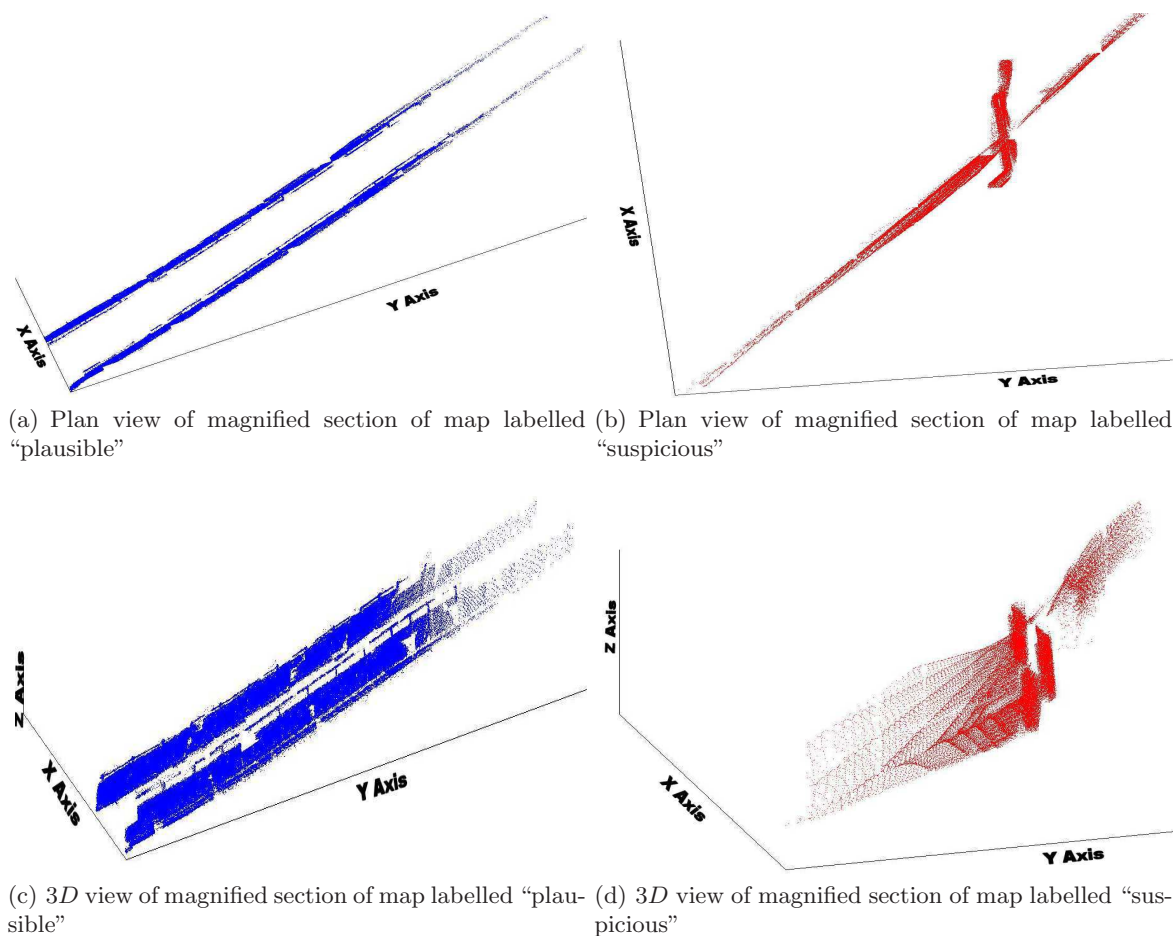 X Axis
Y Axis
X Axis
Y Axis
(a) Plan view of magnified section of map labelled
“plausible”
(b) Plan view of magnified section of map labelled
“suspicious”
Z Axis
X Axis
Y Axis
Z Axis
X Axis
Y Axis
(c) 3D view of magnified section of map labelled “plau-
sible”
(d) 3D view of magnified section of map labelled “sus-
picious”